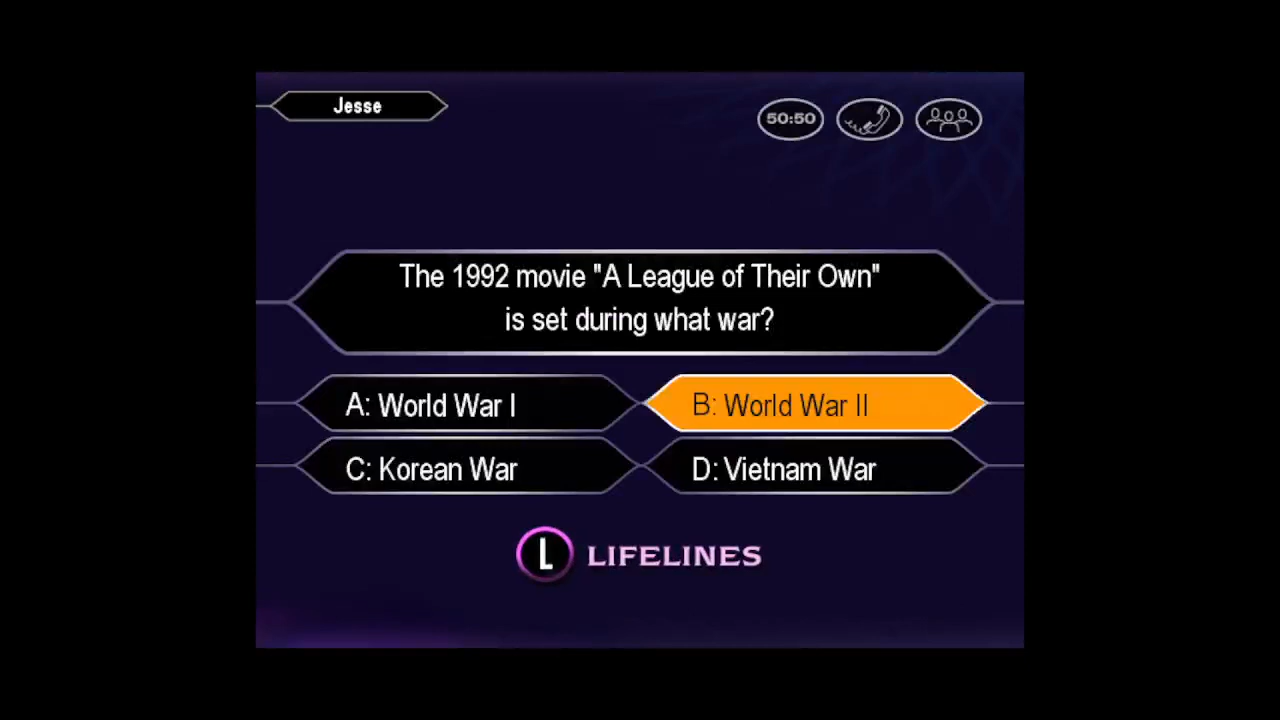 Jesse
50:50
The 1992 movie "A League of Their Own"
is set during what war?
A: World War I
B: World War II
C: Korean War
D: Vietnam War
L LIFELINES